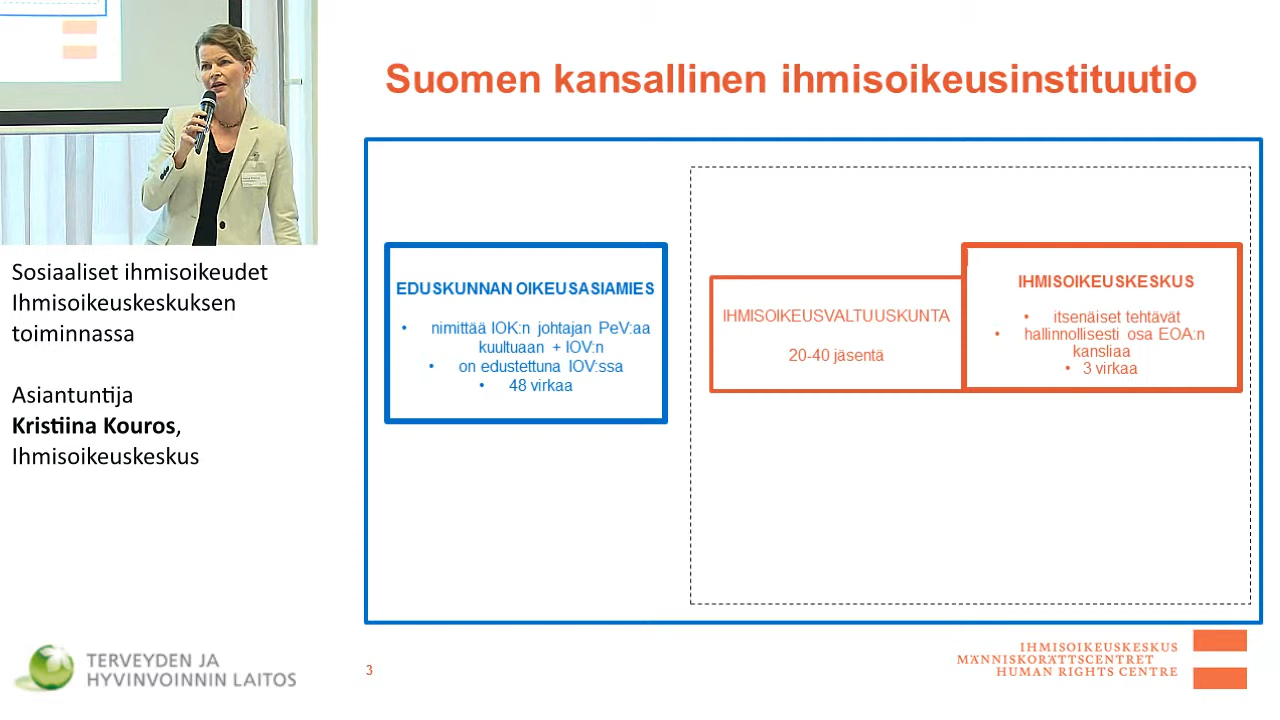 Suomen kansallinen ihmisoikeusinstituutio
Sosiaaliset ihmisoikeudet
Ihmisoikeuskeskuksen
toiminnassa
Asiantuntija
Kristiina Kouros,
Ihmisoikeuskeskus
EDUSKUNNAN OIKEUSASIAMIES
• nimittää IOK:n johtajan PeV:aa
kuultuaan + IOV:n
• on edustettuna IOV:ssa
• 48 virkaa
IHMISOIKEUSVALTUUSKUNTA
20-40 jäsentä
IHMISOIKEUSKESKUS
• itsenäiset tehtävät
• hallinnollisesti osa EOA:n
kansliaa
• 3 virkaa
TERVEYDEN JA
HYVINVOINNIN LAITOS
3
IHMISOIKEUSKESKUS
MÄNNISKORÄTTSCENTRET
HUMAN RIGHTS CENTRE